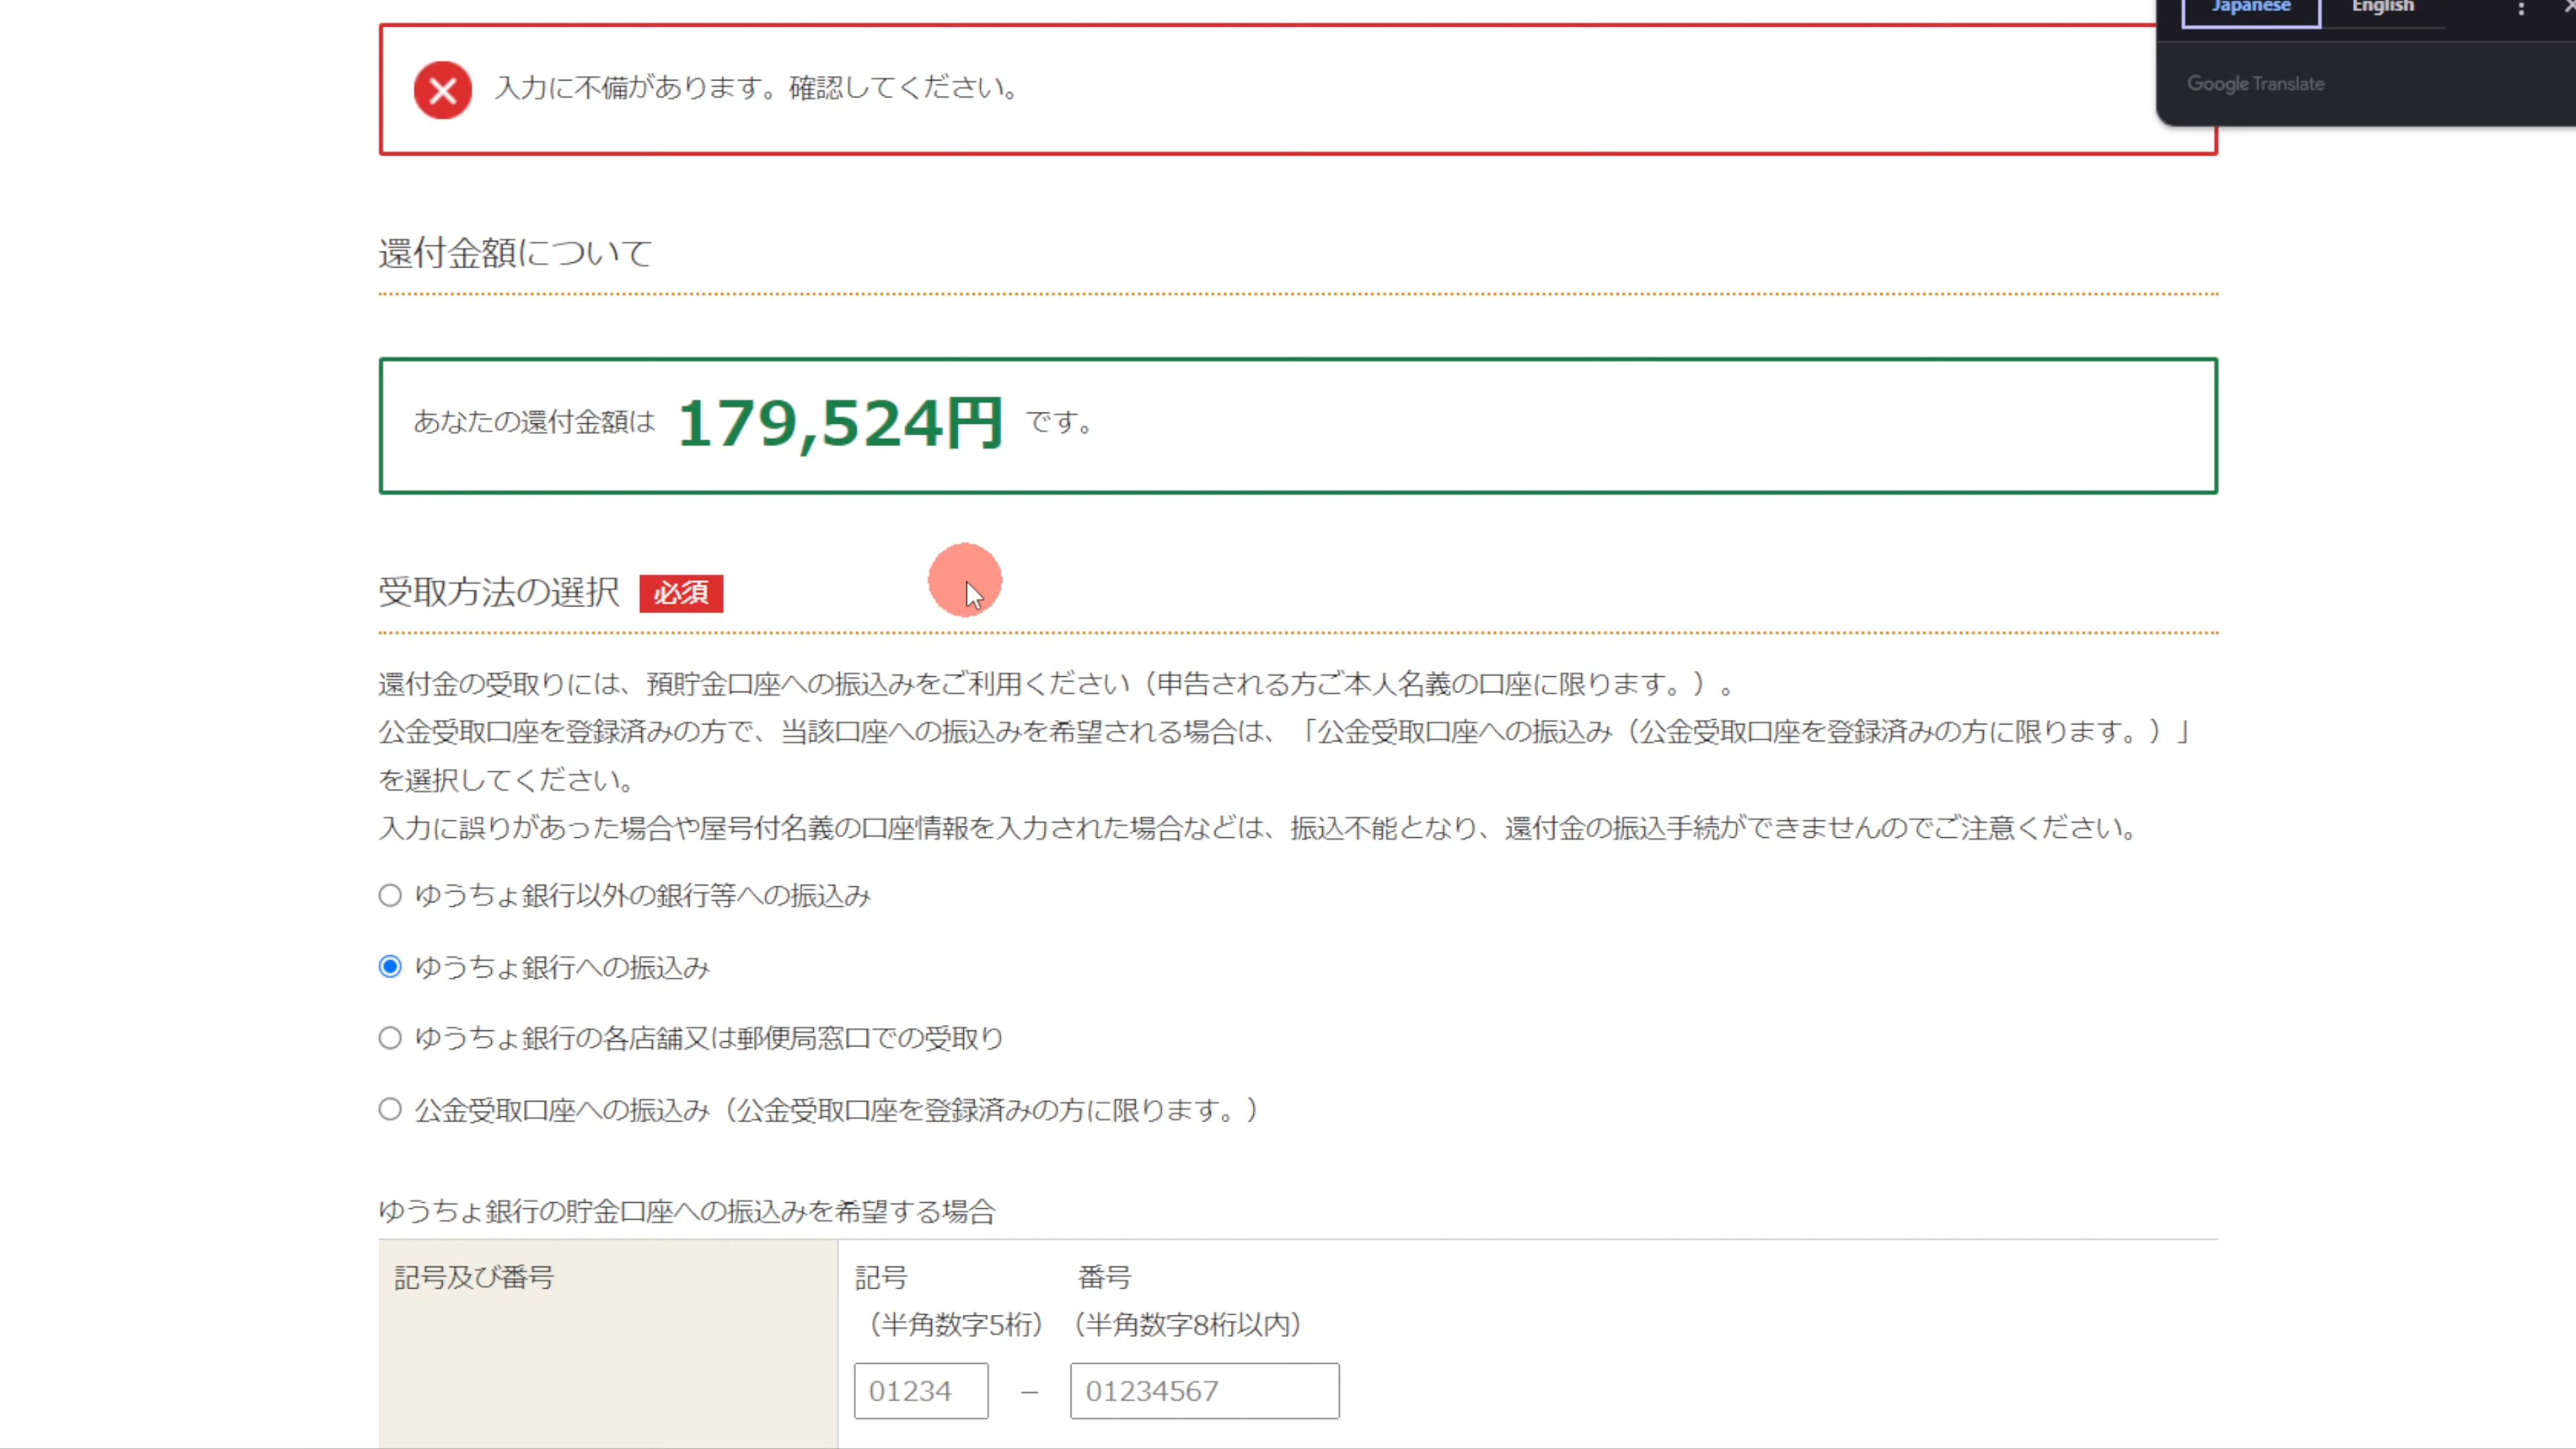 Japanese English
Google Translate
入力に不備があります。確認してください。
還付金額について
あなたの還付金額は 179,524円 です。
受取方法の選択 必須
還付金の受取りには、預貯金口座への振込みをご利用ください（申告される方ご本人名義の口座に限ります。）。
公金受取口座を登録済みの方で、当該口座への振込みを希望される場合は、「公金受取口座への振込み（公金受取口座を登録済みの方に限ります。）」
を選択してください。
入力に誤りがあった場合や屋号付名義の口座情報を入力された場合などは、振込不能となり、還付金の振込手続ができませんのでご注意ください。
ゆうちょ銀行以外の銀行等への振込み
ゆうちょ銀行への振込み
ゆうちょ銀行の各店舗又は郵便局窓口での受取り
公金受取口座への振込み（公金受取口座を登録済みの方に限ります。）
ゆうちょ銀行の貯金口座への振込みを希望する場合
記号及び番号 記号 番号
（半角数字5桁） （半角数字8桁以内）
01234 – 01234567